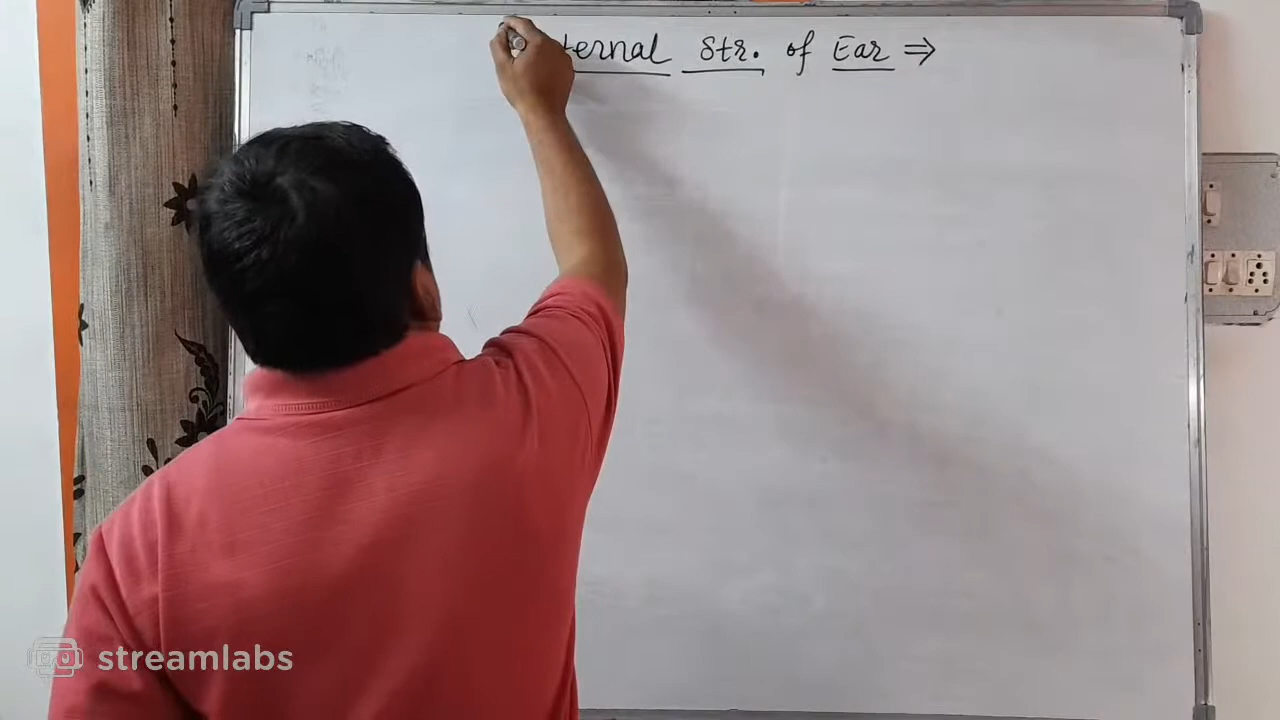 ternal Str. of Ear ⇒
streamlabs